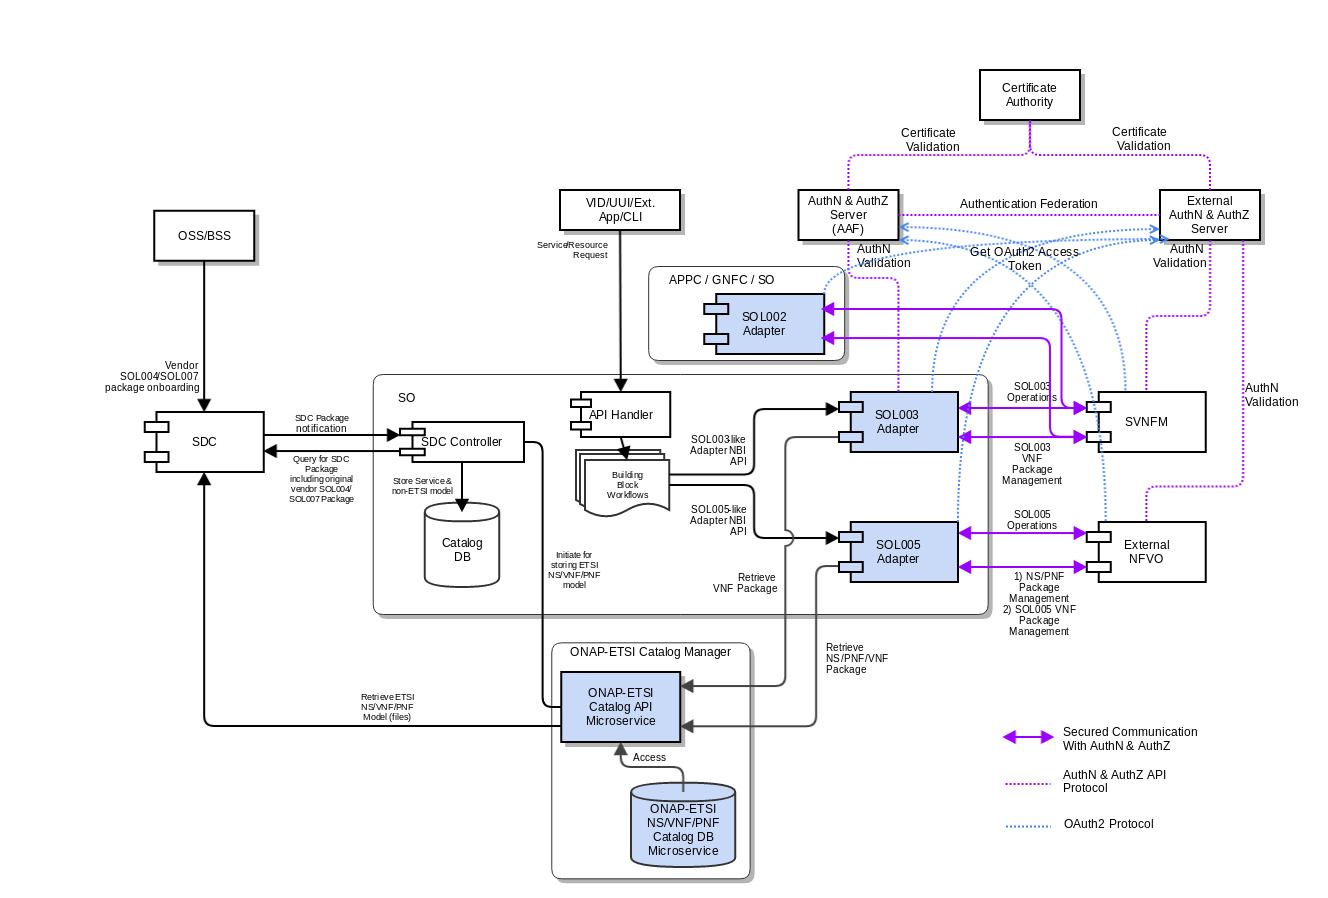 Certificate
Authority
Certificate
Validation
Certificate
Validation
OSS/BSS
VID/UUI/Ext.
App/CLI
AuthN & AuthZ
Server
(AAF)
Authentication Federation
External
AuthN & AuthZ
Server
Service/Resource
Request
AuthN
Validation
Get OAuth2 Access
Token
AuthN
Validation
APPC / GNFC / SO
SOL002
Adapter
Vendor
SOL004/SOL007
package onboarding
SO
SDC
SDC Package
notification
Query for SDC
Package
including original
vendor SOL004/
SOL007 Package
SDC Controller
Store Service &
non-ETSI model
Catalog
DB
API Handler
Building
Block
Workflows
SOL003-like
Adapter NBI
API
SOL005-like
Adapter NBI
API
Initiate for
storing ETSI
NS/VNF/PNF
model
SOL003
Adapter
SOL003
Operations
SOL003
VNF
Package
Management
SVNFM
AuthN
Validation
SOL005
Adapter
SOL005
Operations
1) NS/PNF
Package
Management
2) SOL005 VNF
Package
Management
External
NFVO
Retrieve
VNF Package
Retrieve
NS/PNF/VNF
Package
ONAP-ETSI Catalog Manager
ONAP-ETSI
Catalog API
Microservice
Retrieve ETSI
NS/VNF/PNF
Model (files)
Access
ONAP-ETSI
NS/VNF/PNF
Catalog DB
Microservice
Secured Communication
With AuthN & AuthZ
AuthN & AuthZ API
Protocol
OAuth2 Protocol